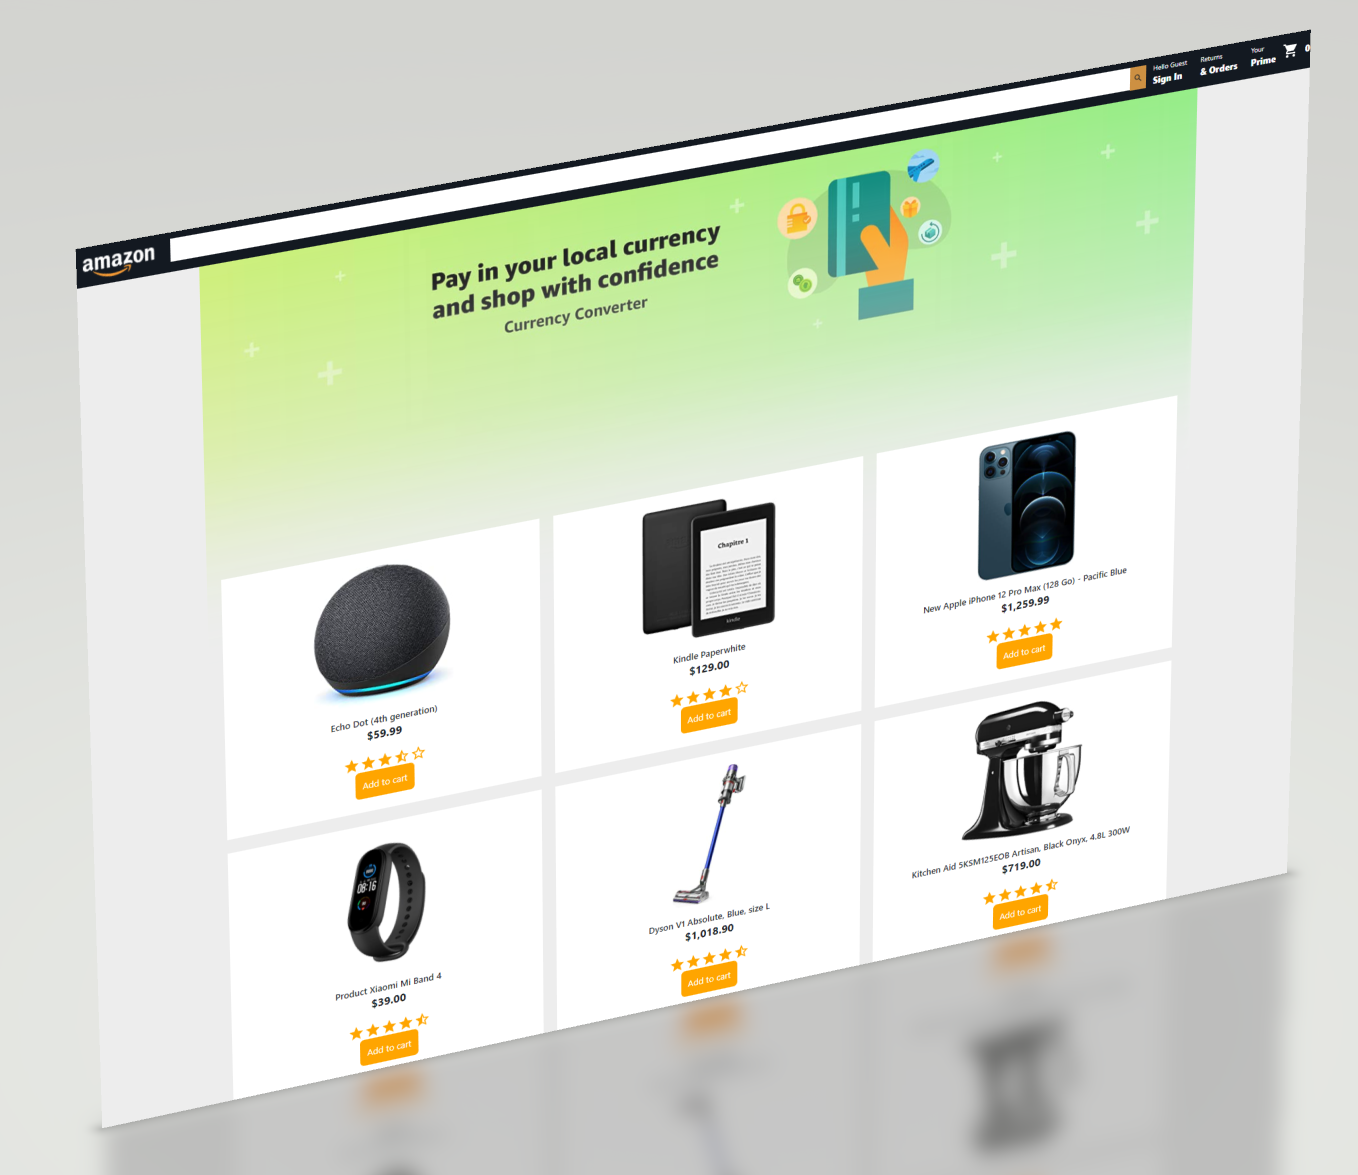 amazon
Hello Guest
Sign In
Returns
& Orders
Your
Prime
0
Pay in your local currency
and shop with confidence
Currency Converter
Echo Dot (4th generation)
$59.99
Add to cart
Chapitre 1
kindle
Kindle Paperwhite
$129.00
Add to cart
New Apple iPhone 12 Pro Max (128 Go) - Pacific Blue
$1,259.99
Add to cart
08:16
Product Xiaomi Mi Band 4
$39.00
Add to cart
Dyson V1 Absolute, Blue, size L
$1,018.90
Add to cart
Kitchen Aid 5KSM125EOB Artisan, Black Onyx, 4.8L 300W
$719.00
Add to cart